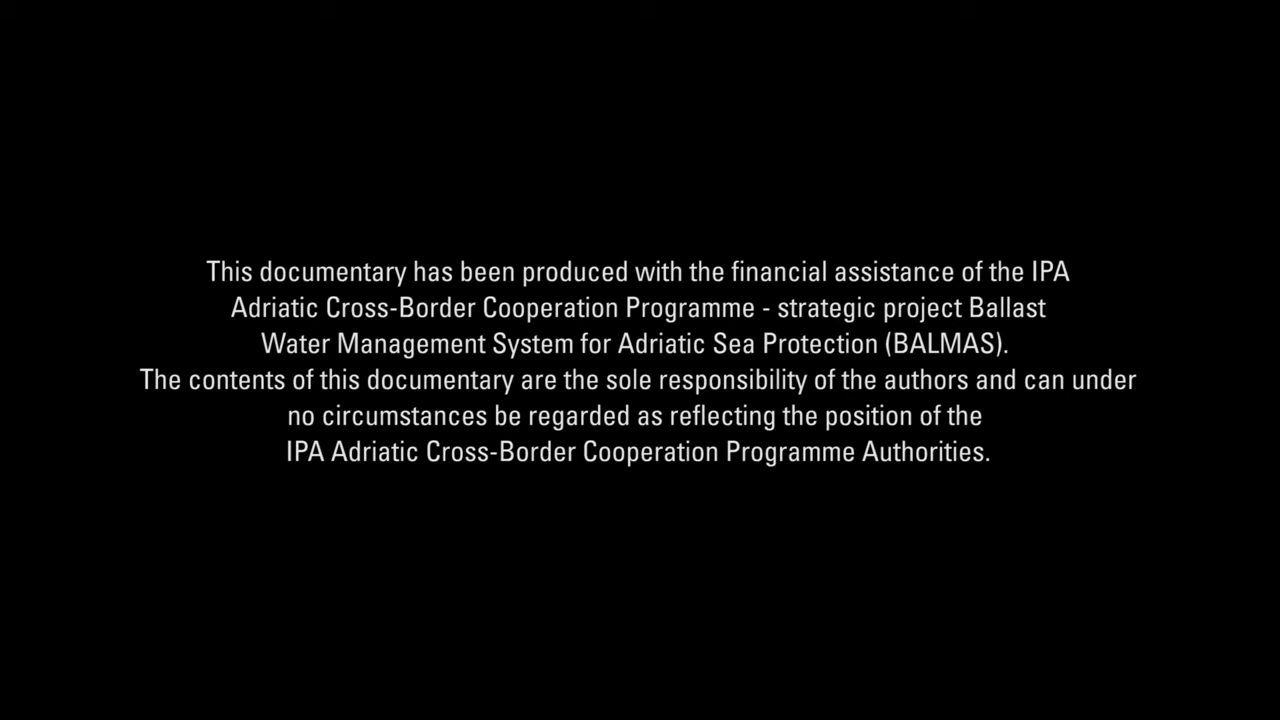 This documentary has been produced with the financial assistance of the IPA
Adriatic Cross-Border Cooperation Programme - strategic project Ballast
Water Management System for Adriatic Sea Protection (BALMAS).
The contents of this documentary are the sole responsibility of the authors and can under
no circumstances be regarded as reflecting the position of the
IPA Adriatic Cross-Border Cooperation Programme Authorities.